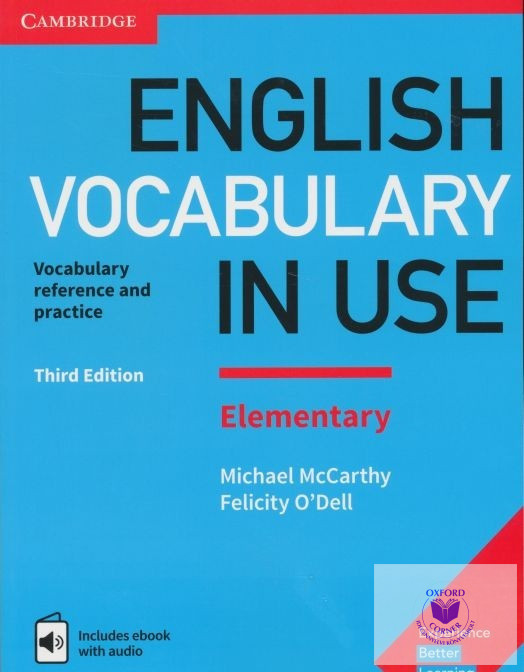 CAMBRIDGE
ENGLISH
VOCABULARY
IN USE
Vocabulary
reference and
practice
Third Edition
Elementary
Michael McCarthy
Felicity O'Dell
Includes ebook
with audio
OXFORD
CORNER
Experience
Better
Learning